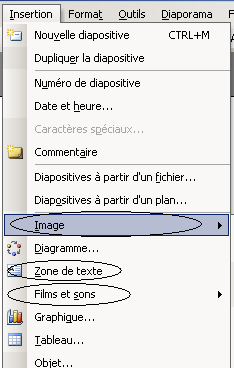 Insertion Format Outils Diaporama
Nouvelle diapositive CTRL+M
Dupliquer la diapositive
Numéro de diapositive
Date et heure...
Caractères spéciaux...
Commentaire
Diapositives à partir d'un fichier...
Diapositives à partir d'un plan...
Image
Diagramme...
Zone de texte
Films et sons
Graphique...
Tableau...
Objet...